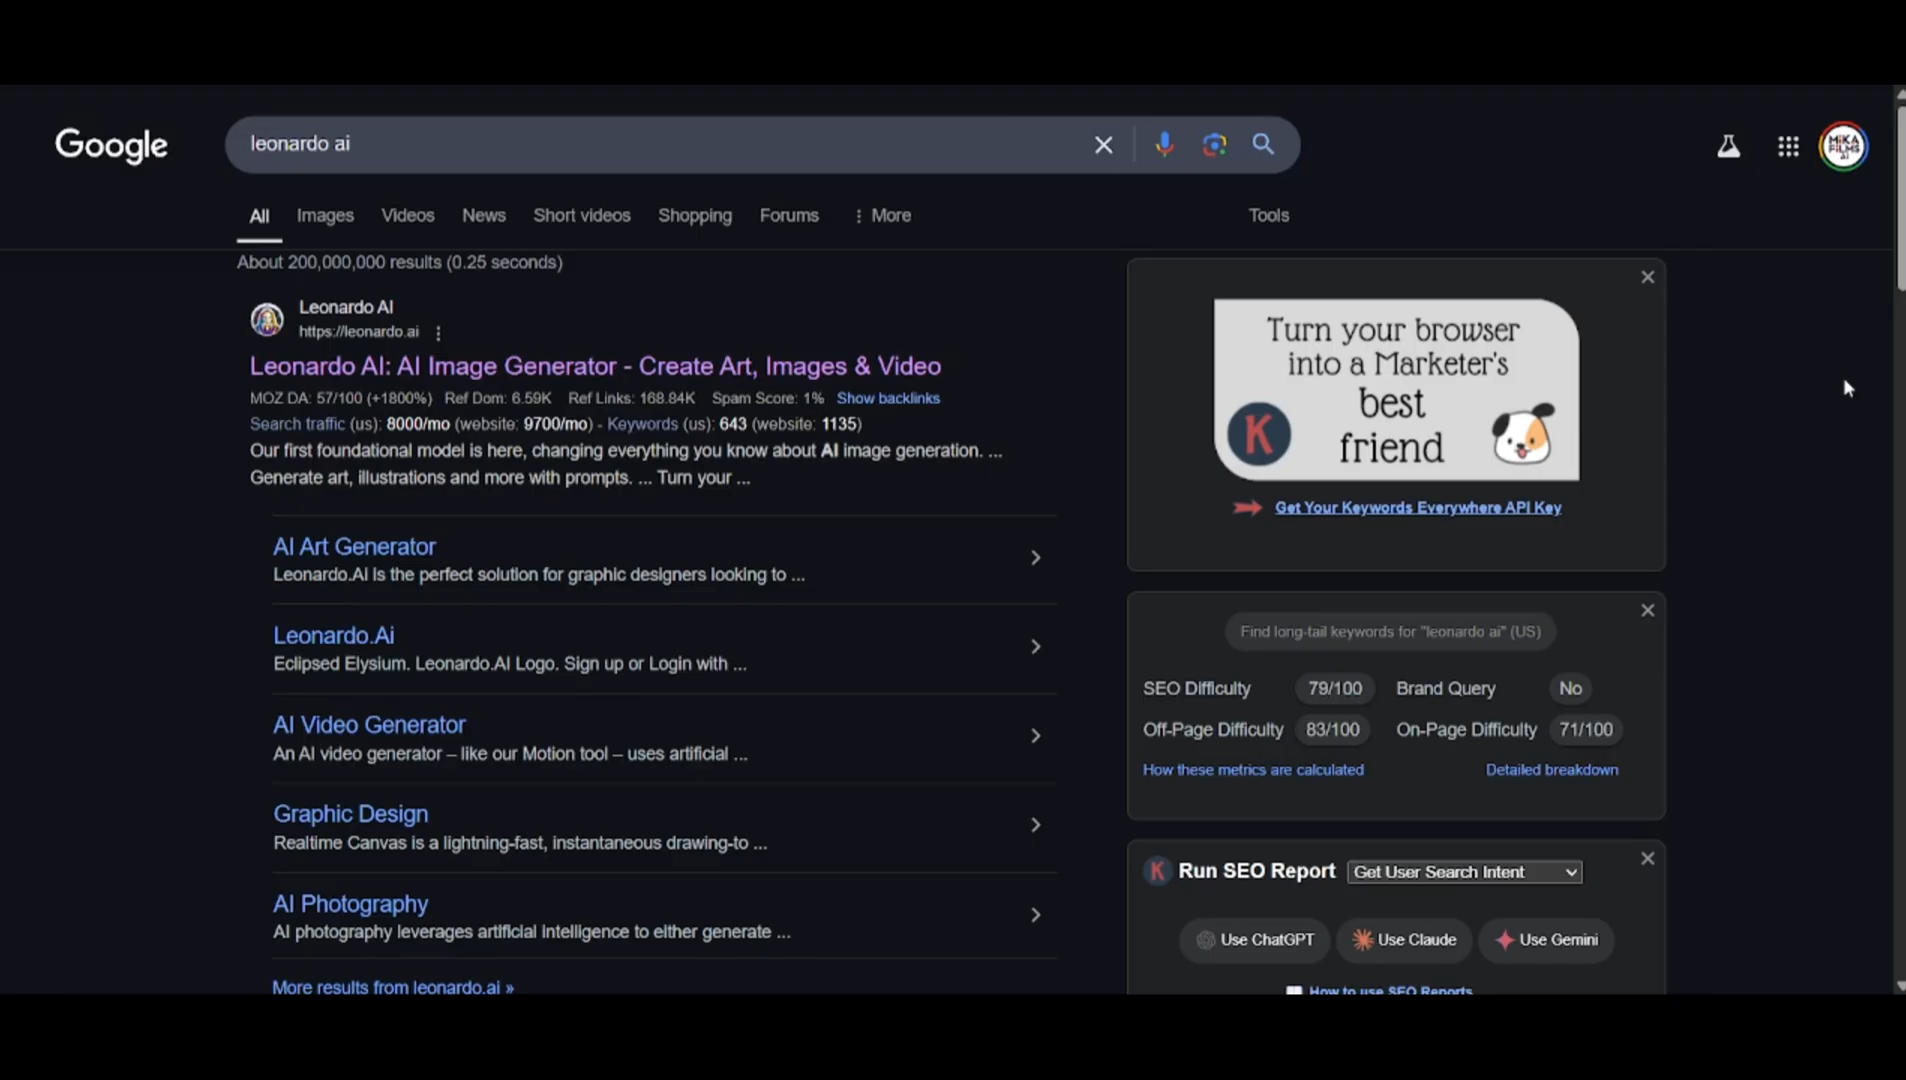 Google
leonardo ai
MiKA
FiLMS
AI
All Images Videos News Short videos Shopping Forums More Tools
About 200,000,000 results (0.25 seconds)
Leonardo AI
https://leonardo.ai
Leonardo AI: AI Image Generator - Create Art, Images & Video
MOZ DA: 57/100 (+1800%) Ref Dom: 6.59K Ref Links: 168.84K Spam Score: 1% Show backlinks
Search traffic (us): 8000/mo (website: 9700/mo) - Keywords (us): 643 (website: 1135)
Our first foundational model is here, changing everything you know about AI image generation. ...
Generate art, illustrations and more with prompts. ... Turn your ...
AI Art Generator
Leonardo.AI is the perfect solution for graphic designers looking to ...
Leonardo.Ai
Eclipsed Elysium. Leonardo.AI Logo. Sign up or Login with ...
AI Video Generator
An AI video generator – like our Motion tool – uses artificial ...
Graphic Design
Realtime Canvas is a lightning-fast, instantaneous drawing-to ...
AI Photography
AI photography leverages artificial intelligence to either generate ...
More results from leonardo.ai »
Turn your browser
into a Marketer's
best
friend
K
Get Your Keywords Everywhere API Key
Find long-tail keywords for "leonardo ai" (US)
SEO Difficulty 79/100 Brand Query No
Off-Page Difficulty 83/100 On-Page Difficulty 71/100
How these metrics are calculated Detailed breakdown
K Run SEO Report Get User Search Intent
Use ChatGPT Use Claude Use Gemini
How to use SEO Reports